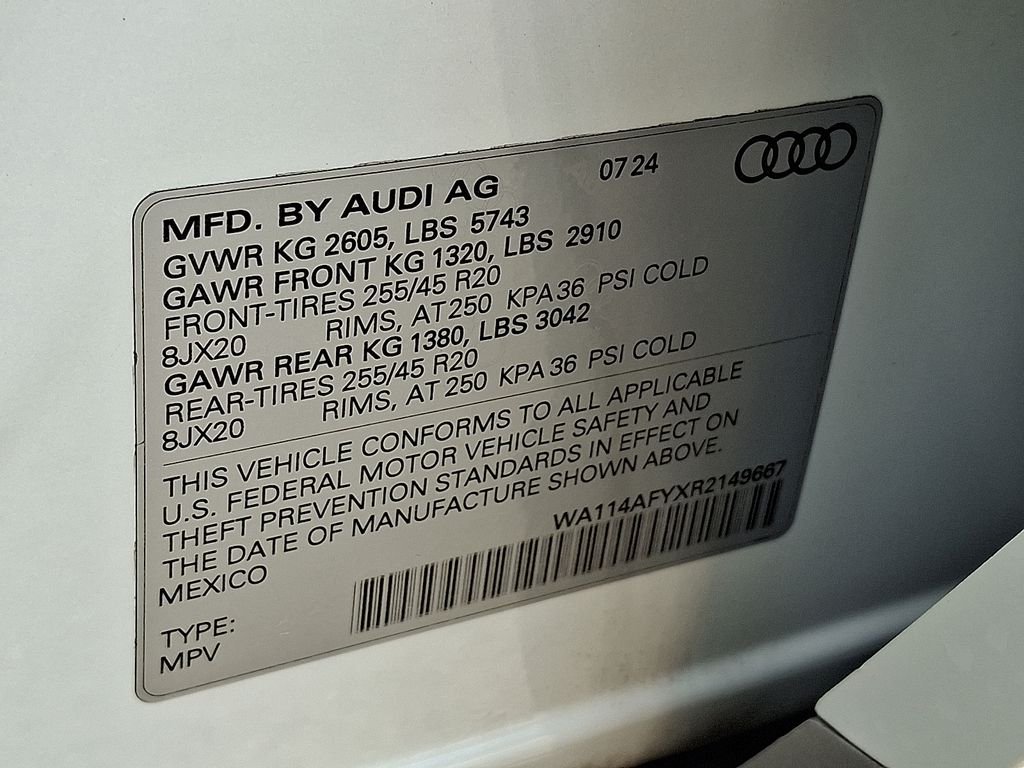 07 24
MFD. BY AUDI AG
GVWR KG 2605, LBS 5743
GAWR FRONT KG 1320, LBS 2910
FRONT-TIRES 255/45 R20
8JX20 RIMS, AT 250 KPA 36 PSI COLD
GAWR REAR KG 1380, LBS 3042
REAR-TIRES 255/45 R20
8JX20 RIMS, AT 250 KPA 36 PSI COLD
THIS VEHICLE CONFORMS TO ALL APPLICABLE
U.S. FEDERAL MOTOR VEHICLE SAFETY AND
THEFT PREVENTION STANDARDS IN EFFECT ON
THE DATE OF MANUFACTURE SHOWN ABOVE.
MEXICO
WA114AFYXR2149667
TYPE:
MPV